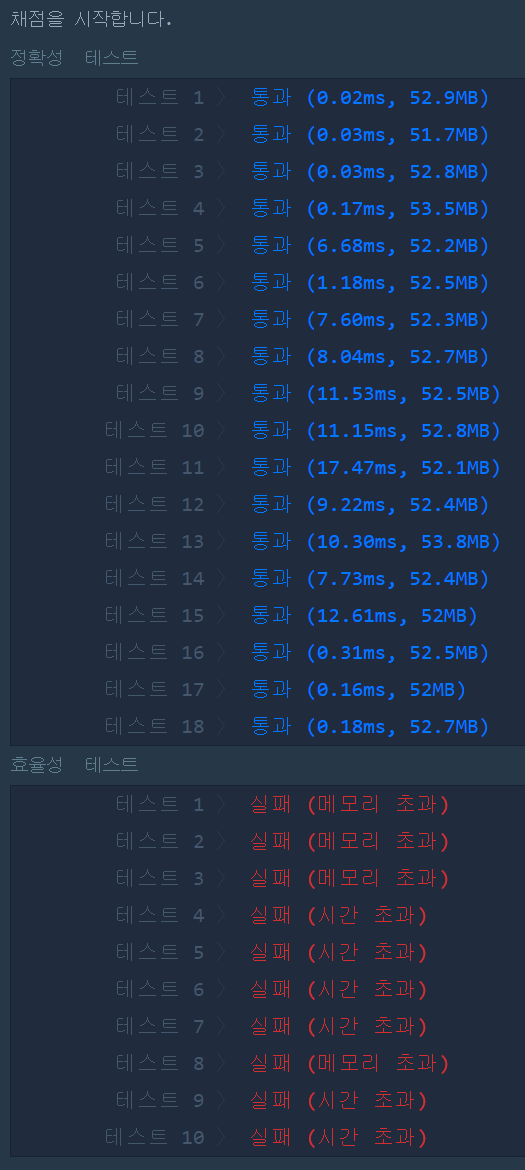 채점을 시작합니다.
정확성 테스트
테스트 1 〉 통과 (0.02ms, 52.9MB)
테스트 2 〉 통과 (0.03ms, 51.7MB)
테스트 3 〉 통과 (0.03ms, 52.8MB)
테스트 4 〉 통과 (0.17ms, 53.5MB)
테스트 5 〉 통과 (6.68ms, 52.2MB)
테스트 6 〉 통과 (1.18ms, 52.5MB)
테스트 7 〉 통과 (7.60ms, 52.3MB)
테스트 8 〉 통과 (8.04ms, 52.7MB)
테스트 9 〉 통과 (11.53ms, 52.5MB)
테스트 10 〉 통과 (11.15ms, 52.8MB)
테스트 11 〉 통과 (17.47ms, 52.1MB)
테스트 12 〉 통과 (9.22ms, 52.4MB)
테스트 13 〉 통과 (10.30ms, 53.8MB)
테스트 14 〉 통과 (7.73ms, 52.4MB)
테스트 15 〉 통과 (12.61ms, 52MB)
테스트 16 〉 통과 (0.31ms, 52.5MB)
테스트 17 〉 통과 (0.16ms, 52MB)
테스트 18 〉 통과 (0.18ms, 52.7MB)
효율성 테스트
테스트 1 〉 실패 (메모리 초과)
테스트 2 〉 실패 (메모리 초과)
테스트 3 〉 실패 (메모리 초과)
테스트 4 〉 실패 (시간 초과)
테스트 5 〉 실패 (시간 초과)
테스트 6 〉 실패 (시간 초과)
테스트 7 〉 실패 (시간 초과)
테스트 8 〉 실패 (메모리 초과)
테스트 9 〉 실패 (시간 초과)
테스트 10 〉 실패 (시간 초과)